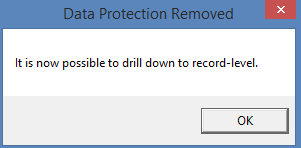 Data Protection Removed
It is now possible to drill down to record-level.
OK